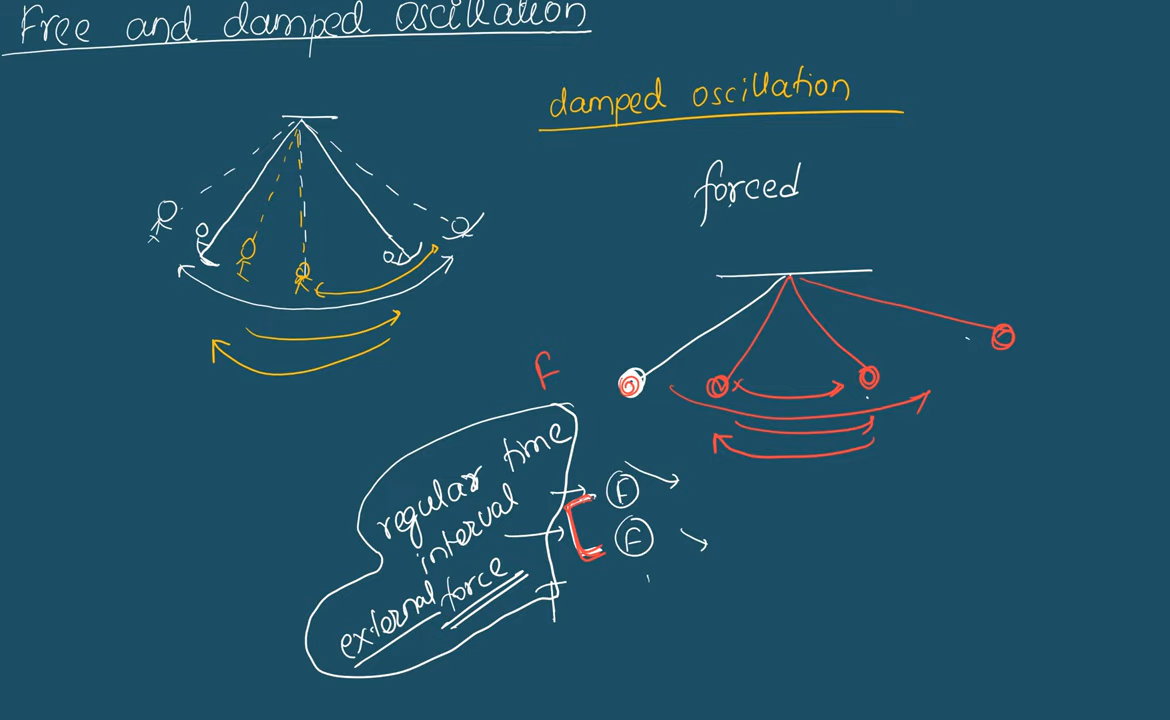 Free and damped oscillation
damped oscillation
forced
F
regular time
interval
external force
F
F